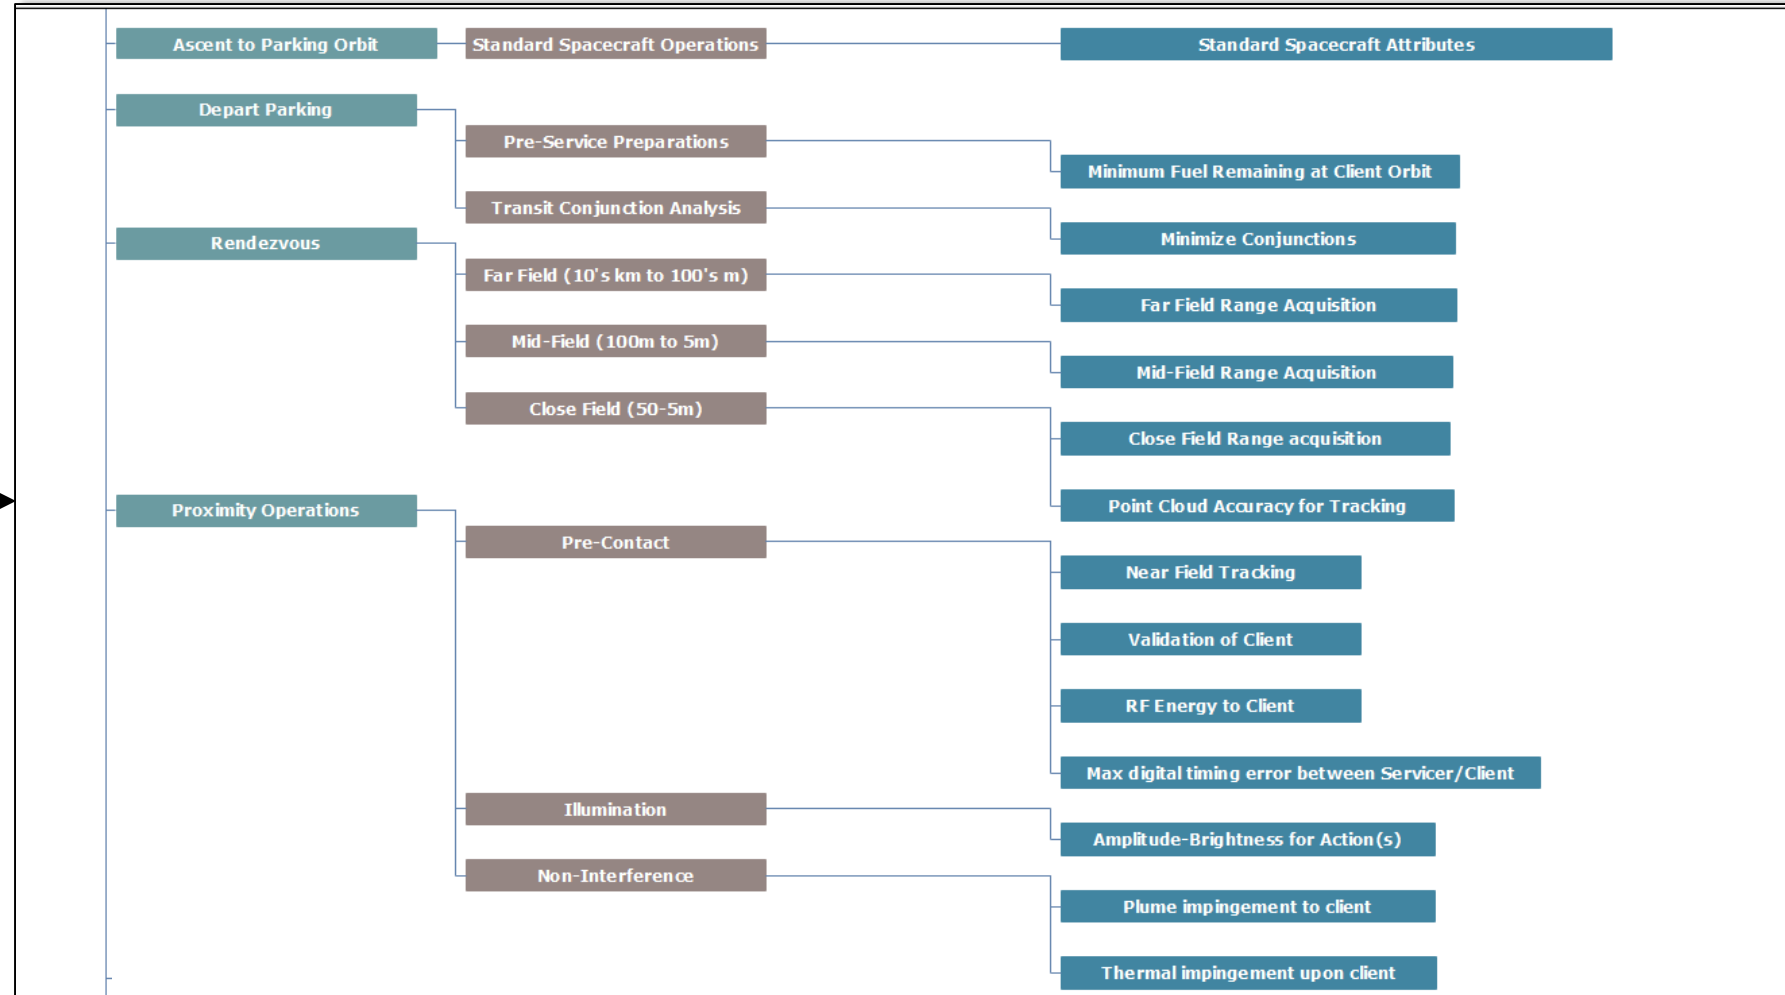 Ascent to Parking Orbit
Standard Spacecraft Operations
Standard Spacecraft Attributes
Depart Parking
Pre-Service Preparations
Minimum Fuel Remaining at Client Orbit
Transit Conjunction Analysis
Minimize Conjunctions
Rendezvous
Far Field (10's km to 100's m)
Far Field Range Acquisition
Mid-Field (100m to 5m)
Mid-Field Range Acquisition
Close Field (50-5m)
Close Field Range acquisition
Point Cloud Accuracy for Tracking
Proximity Operations
Pre-Contact
Near Field Tracking
Validation of Client
RF Energy to Client
Max digital timing error between Servicer/Client
Illumination
Amplitude-Brightness for Action(s)
Non-Interference
Plume impingement to client
Thermal impingement upon client